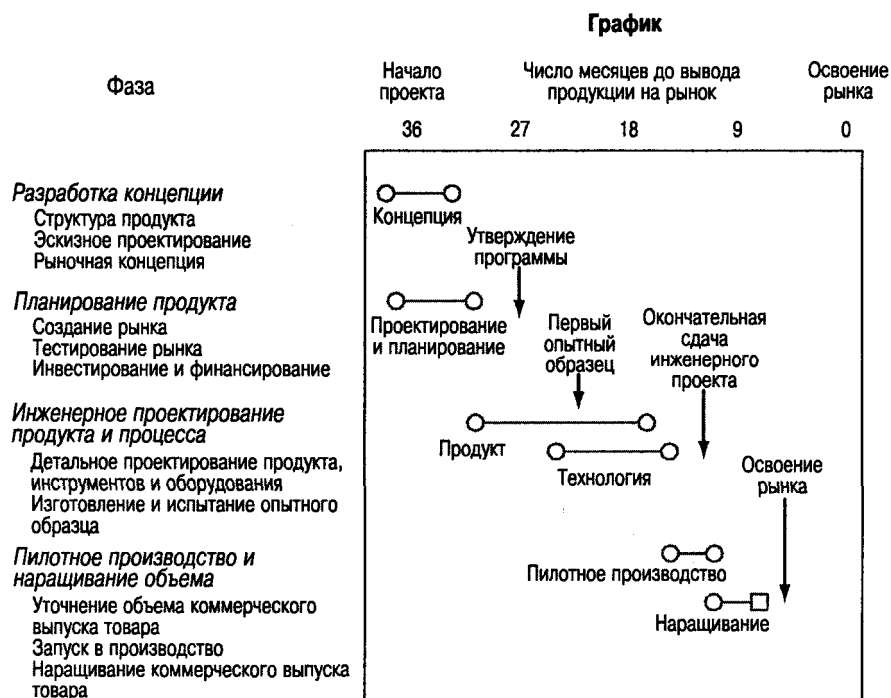 График
Фаза
Начало
проекта
Число месяцев до вывода
продукции на рынок
Освоение
рынка
36 27 18 9 0
Разработка концепции
Структура продукта
Эскизное проектирование
Рыночная концепция
Концепция
Утверждение
программы
Планирование продукта
Создание рынка
Тестирование рынка
Инвестирование и финансирование
Проектирование
и планирование
Первый
опытный
образец
Окончательная
сдача
инженерного
проекта
Инженерное проектирование
продукта и процесса
Детальное проектирование продукта,
инструментов и оборудования
Изготовление и испытание опытного
образца
Продукт
Технология
Освоение
рынка
Пилотное производство и
наращивание объема
Уточнение объема коммерческого
выпуска товара
Запуск в производство
Наращивание коммерческого выпуска
товара
Пилотное производство
Наращивание